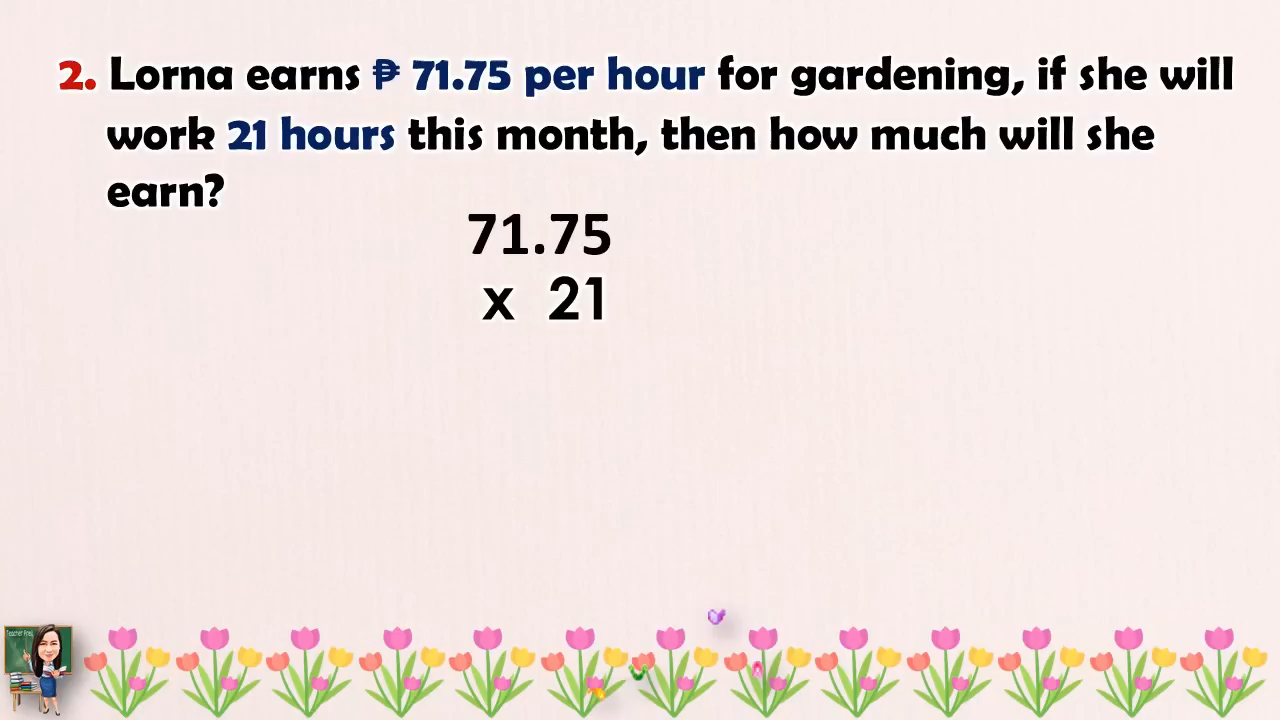 2. Lorna earns ₱ 71.75 per hour for gardening, if she will
work 21 hours this month, then how much will she
earn?
71.75
x 21